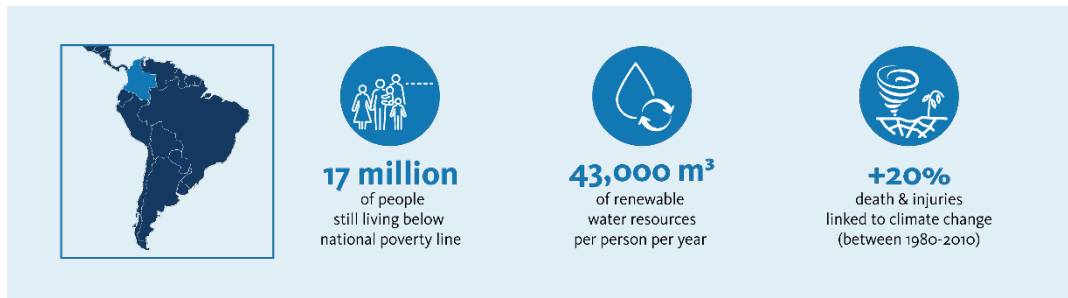 17 million
of people
still living below
national poverty line
43,000 m³
of renewable
water resources
per person per year
+20%
death & injuries
linked to climate change
(between 1980-2010)